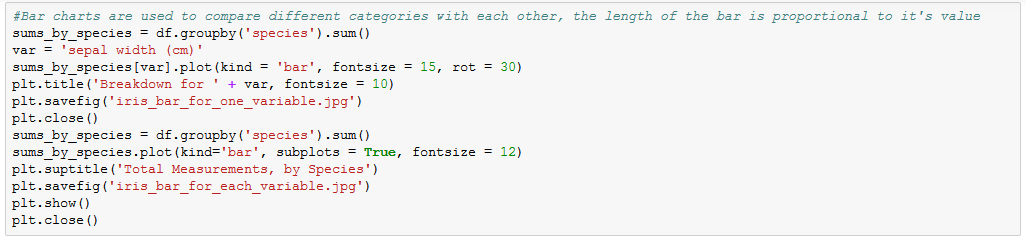 #Bar charts are used to compare different categories with each other, the length of the bar is proportional to it's value
sums_by_species = df.groupby('species').sum()
var = 'sepal width (cm)'
sums_by_species[var].plot(kind = 'bar', fontsize = 15, rot = 30)
plt.title('Breakdown for ' + var, fontsize = 10)
plt.savefig('iris_bar_for_one_variable.jpg')
plt.close()
sums_by_species = df.groupby('species').sum()
sums_by_species.plot(kind='bar', subplots = True, fontsize = 12)
plt.suptitle('Total Measurements, by Species')
plt.savefig('iris_bar_for_each_variable.jpg')
plt.show()
plt.close()